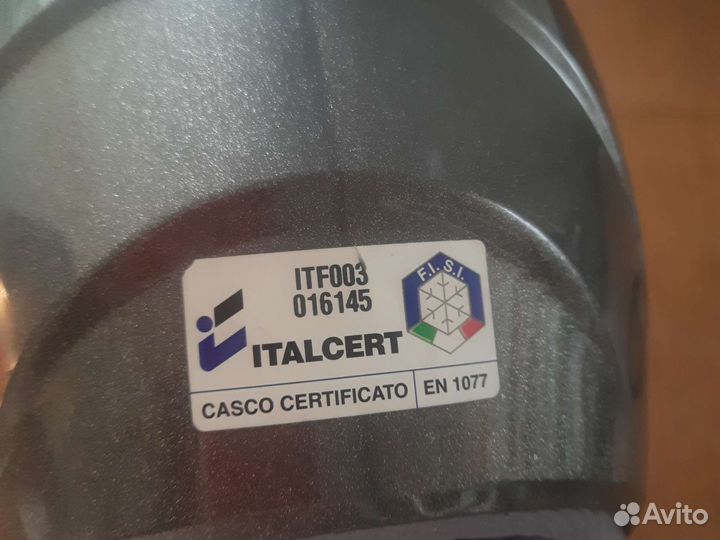 ITF003
016145
F.I.S.I.
ITALCERT
CASCO CERTIFICATO EN 1077
Avito